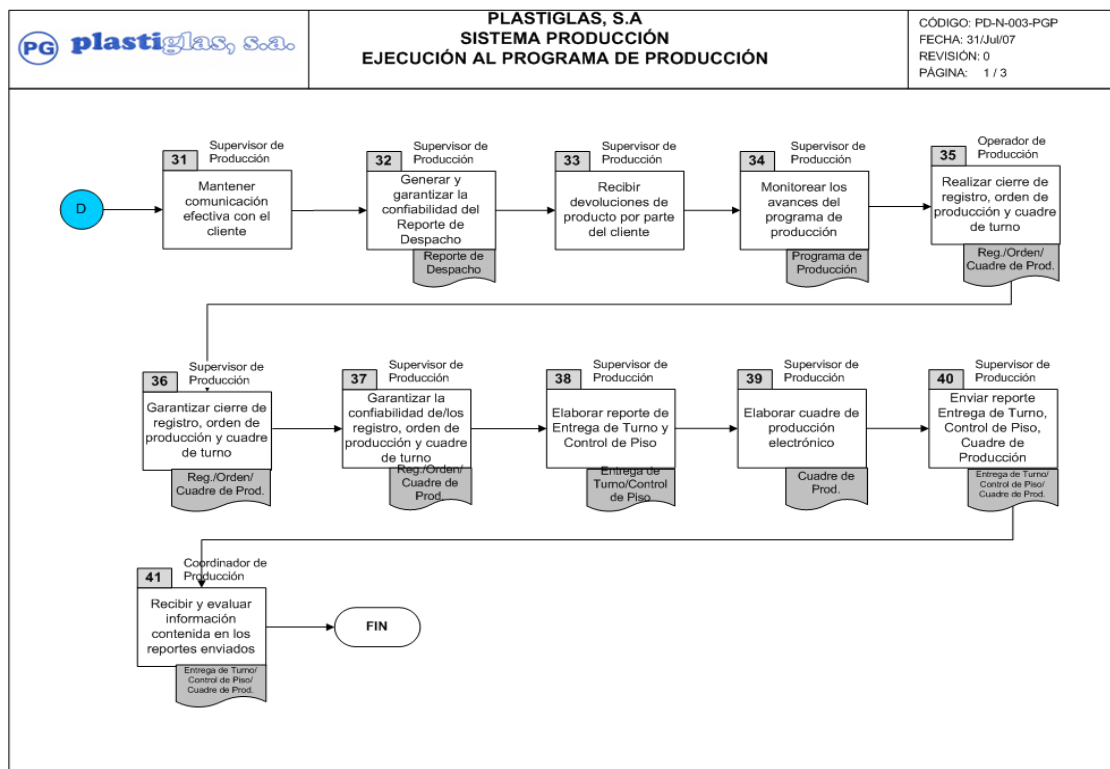 PG plastiglas, s.a.
PLASTIGLAS, S.A
SISTEMA PRODUCCIÓN
EJECUCIÓN AL PROGRAMA DE PRODUCCIÓN
CÓDIGO: PD-N-003-PGP
FECHA: 31/Jul/07
REVISIÓN: 0
PÁGINA: 1 / 3
D
31
Supervisor de
Producción
Mantener
comunicación
efectiva con el
cliente
32
Supervisor de
Producción
Generar y
garantizar la
confiabilidad del
Reporte de
Despacho
Reporte de
Despacho
33
Supervisor de
Producción
Recibir
devoluciones de
producto por parte
del cliente
34
Supervisor de
Producción
Monitorear los
avances del
programa de
producción
Programa de
Producción
35
Operador de
Producción
Realizar cierre de
registro, orden de
producción y cuadre
de turno
Reg./Orden/
Cuadre de Prod.
36
Supervisor de
Producción
Garantizar cierre de
registro, orden de
producción y cuadre
de turno
Reg./Orden/
Cuadre de Prod.
37
Supervisor de
Producción
Garantizar la
confiabilidad de/los
registro, orden de
producción y cuadre
de turno
Reg./Orden/
Cuadre de
Prod.
38
Supervisor de
Producción
Elaborar reporte de
Entrega de Turno y
Control de Piso
Entrega de
Turno/Control
de Piso
39
Supervisor de
Producción
Elaborar cuadre de
producción
electrónico
Cuadre de
Prod.
40
Supervisor de
Producción
Enviar reporte
Entrega de Turno,
Control de Piso,
Cuadre de
Producción
Entrega de Turno/
Control de Piso/
Cuadre de Prod.
41
Coordinador de
Producción
Recibir y evaluar
información
contenida en los
reportes enviados
Entrega de Turno/
Control de Piso/
Cuadre de Prod.
FIN